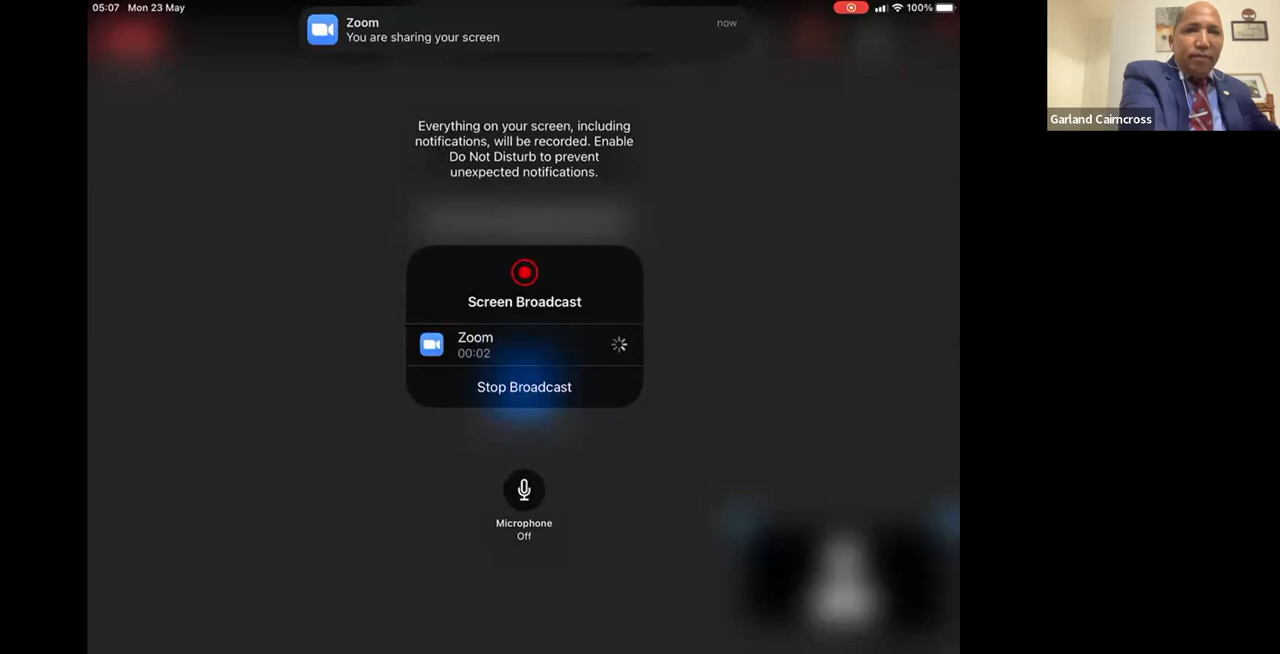 05:07 Mon 23 May
100%
Zoom
now
You are sharing your screen
Everything on your screen, including
notifications, will be recorded. Enable
Do Not Disturb to prevent
unexpected notifications.
Screen Broadcast
Zoom
00:02
Stop Broadcast
Microphone
Off
Garland Cairncross